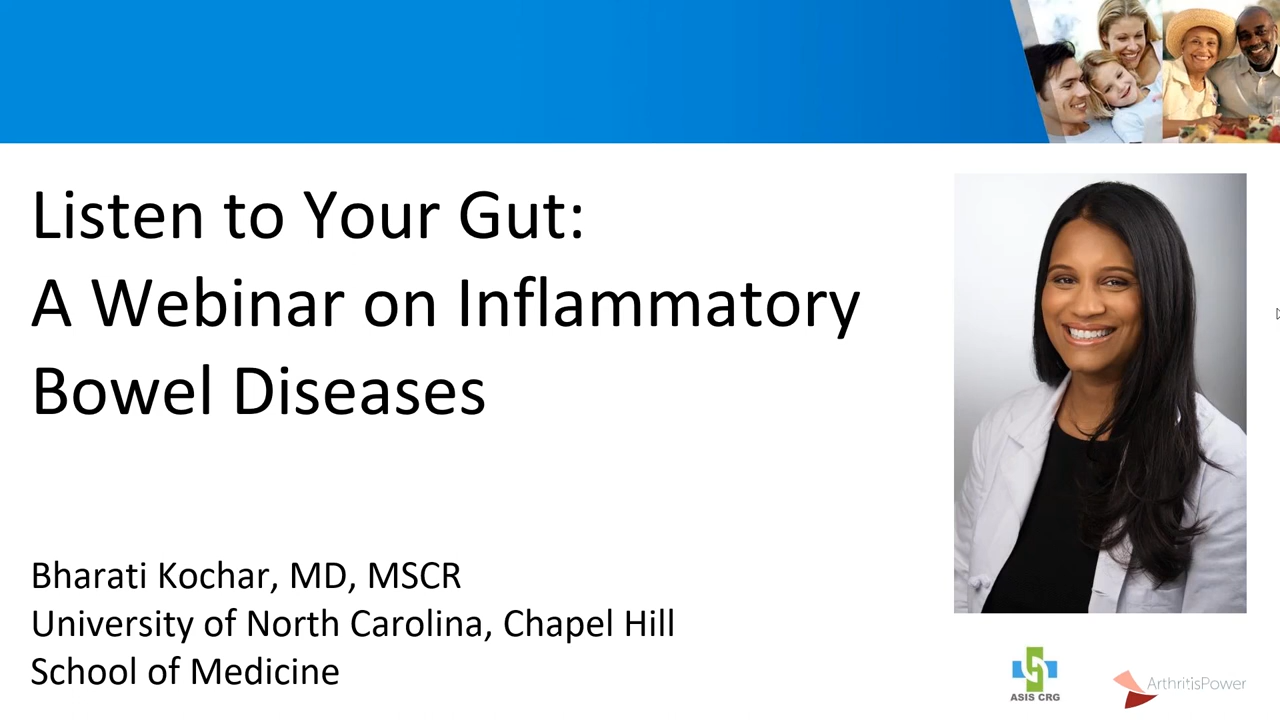 Listen to Your Gut:
A Webinar on Inflammatory
Bowel Diseases
Bharati Kochar, MD, MSCR
University of North Carolina, Chapel Hill
School of Medicine
ASIS CRG
ArthritisPower